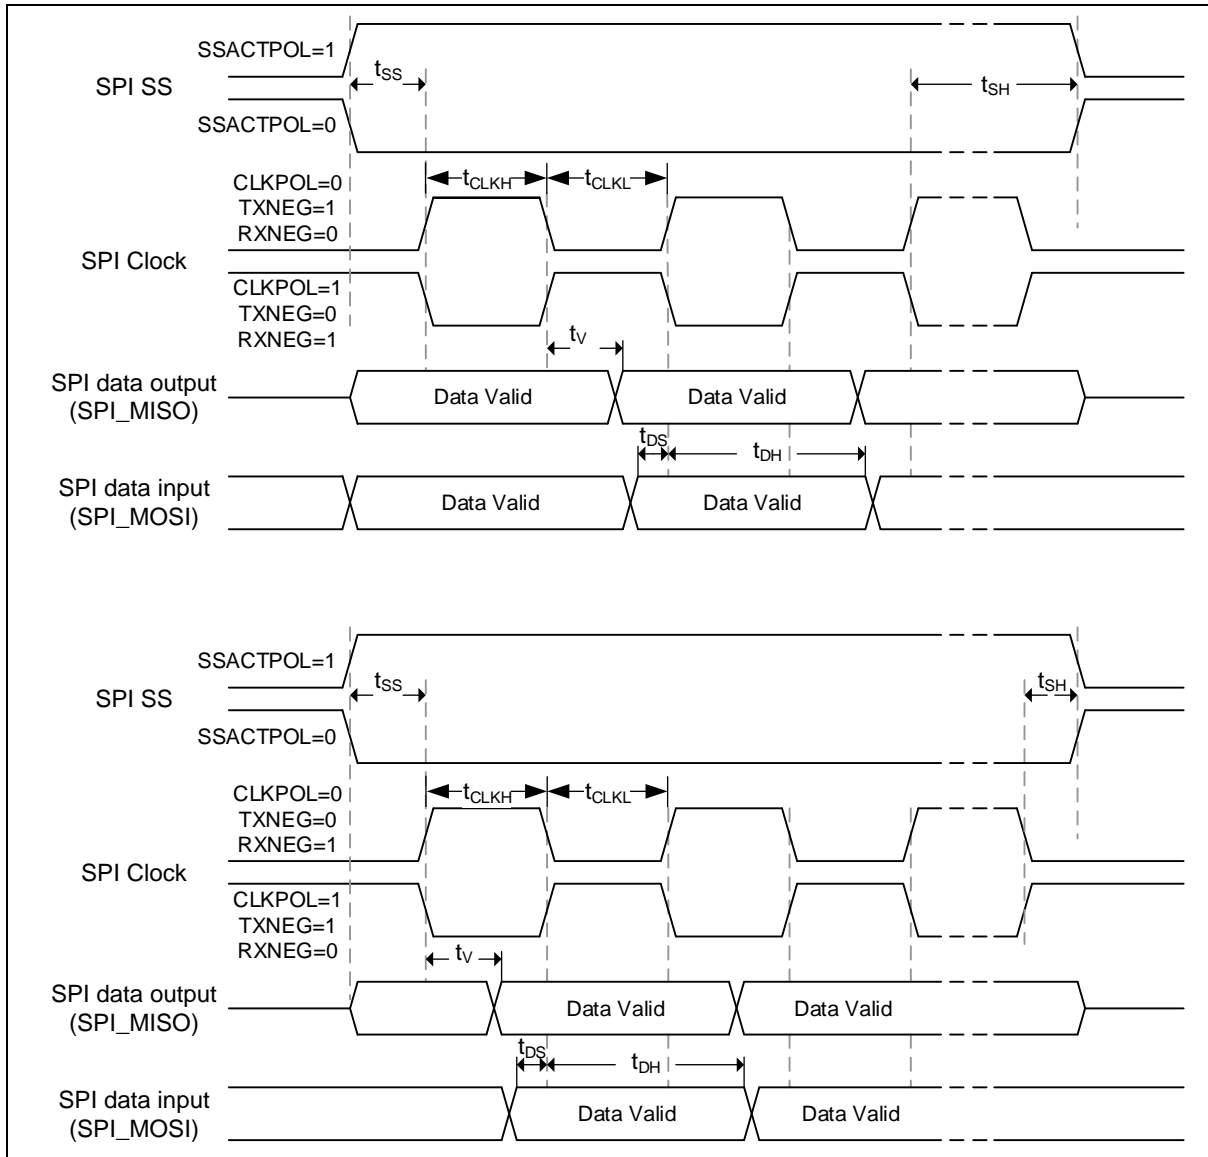 SSACTPOL=1
SPI SS
tSS
tSH
SSACTPOL=0
CLKPOL=0
TXNEG=1
RXNEG=0
tCLKH
tCLKL
SPI Clock
CLKPOL=1
TXNEG=0
RXNEG=1
tV
SPI data output
(SPI_MISO)
Data Valid
Data Valid
tDS
tDH
SPI data input
(SPI_MOSI)
Data Valid
Data Valid
SSACTPOL=1
SPI SS
tSS
tSH
SSACTPOL=0
CLKPOL=0
TXNEG=0
RXNEG=1
tCLKH
tCLKL
SPI Clock
CLKPOL=1
TXNEG=1
RXNEG=0
tV
SPI data output
(SPI_MISO)
Data Valid
Data Valid
tDS
tDH
SPI data input
(SPI_MOSI)
Data Valid
Data Valid